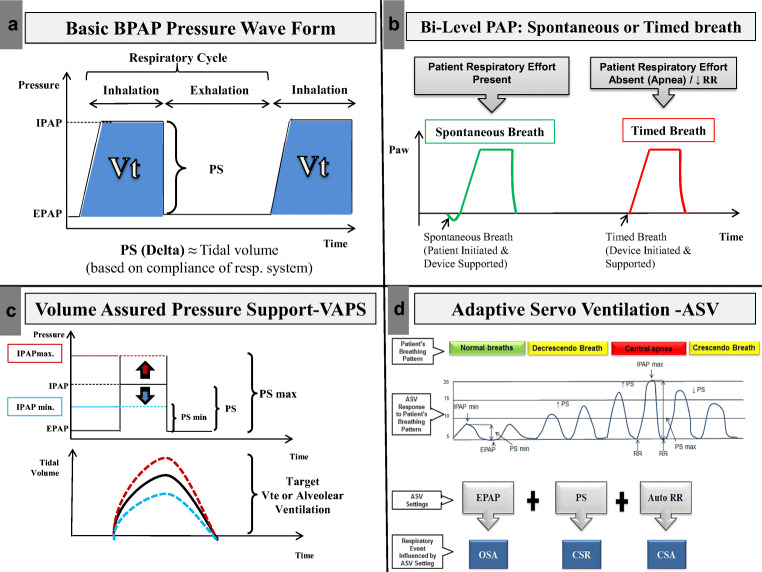 a
Basic BPAP Pressure Wave Form
Respiratory Cycle
Pressure
Inhalation
Exhalation
Inhalation
IPAP
Vt
PS
Vt
EPAP
Time
PS (Delta) ≈ Tidal volume
(based on compliance of resp. system)
b
Bi-Level PAP: Spontaneous or Timed breath
Patient Respiratory Effort
Present
Patient Respiratory Effort
Absent (Apnea) / ↓ RR
Spontaneous Breath
Timed Breath
Paw
Time
Spontaneous Breath
(Patient Initiated &
Device Supported)
Timed Breath
(Device Initiated &
Supported)
c
Volume Assured Pressure Support-VAPS
Pressure
IPAPmax.
IPAP
IPAP min.
EPAP
PS min
PS
PS max
Time
Tidal
Volume
Target
Vte or Alveolear
Ventilation
Time
d
Adaptive Servo Ventilation -ASV
Patient's
Breathing
Pattern
Normal breaths
Decrescendo Breath
Central apnea
Crescendo Breath
IPAP max
ASV
Response to
Patient's
Breathing
Pattern
20
15
10
5
20
15
10
5
IPAP min
EPAP
PS min
↑ PS
↑ PS
↓ PS
PS max
RR
RR
ASV
Settings
EPAP
+
PS
+
Auto RR
Respiratory
Event
Influenced by
ASV Setting
OSA
CSR
CSA